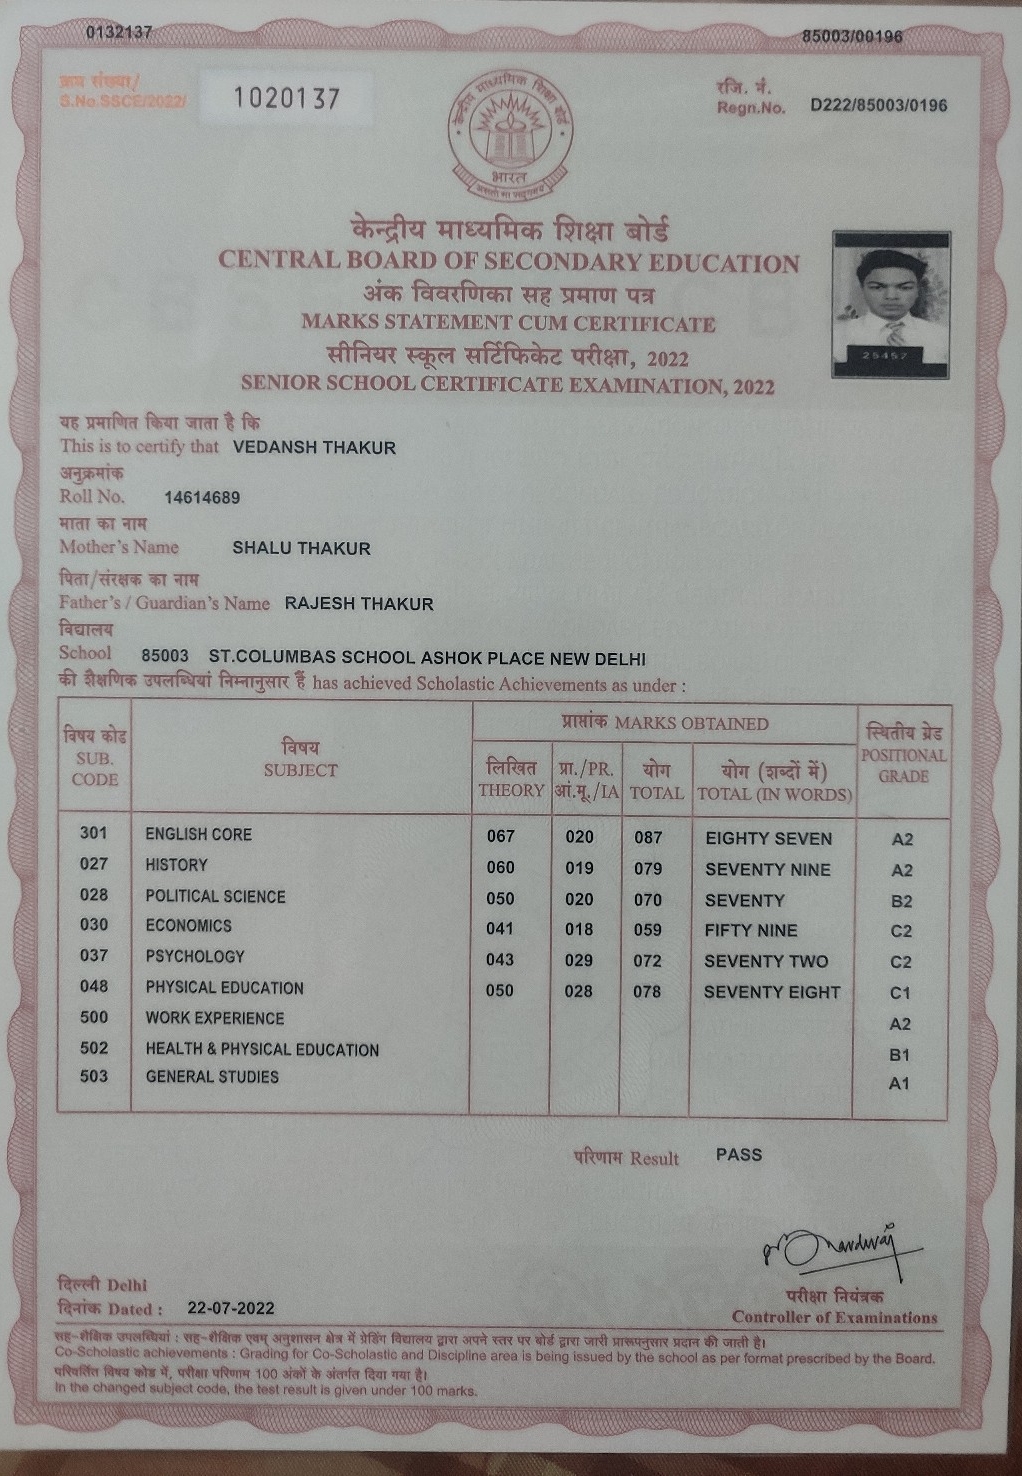 0132137
85003/00196
क्रम संख्या/
S.No.SSCE/2022/
1020137
रजि. नं.
Regn.No. D222/85003/0196
केन्द्रीय माध्यमिक शिक्षा बोर्ड
भारत
असतो मा सद्गमय
केन्द्रीय माध्यमिक शिक्षा बोर्ड
CENTRAL BOARD OF SECONDARY EDUCATION
अंक विवरणिका सह प्रमाण पत्र
MARKS STATEMENT CUM CERTIFICATE
सीनियर स्कूल सर्टिफिकेट परीक्षा, 2022
SENIOR SCHOOL CERTIFICATE EXAMINATION, 2022
25457
यह प्रमाणित किया जाता है कि
This is to certify that VEDANSH THAKUR
अनुक्रमांक
Roll No. 14614689
माता का नाम
Mother's Name SHALU THAKUR
पिता/संरक्षक का नाम
Father's / Guardian's Name RAJESH THAKUR
विद्यालय
School 85003 ST.COLUMBAS SCHOOL ASHOK PLACE NEW DELHI
की शैक्षणिक उपलब्धियां निम्नानुसार हैं has achieved Scholastic Achievements as under :
विषय कोड
SUB.
CODE
विषय
SUBJECT
प्राप्तांक MARKS OBTAINED
लिखित
THEORY
प्रा./PR.
आं.मू./IA
योग
TOTAL
योग (शब्दों में)
TOTAL (IN WORDS)
स्थितीय ग्रेड
POSITIONAL
GRADE
301 ENGLISH CORE 067 020 087 EIGHTY SEVEN A2
027 HISTORY 060 019 079 SEVENTY NINE A2
028 POLITICAL SCIENCE 050 020 070 SEVENTY B2
030 ECONOMICS 041 018 059 FIFTY NINE C2
037 PSYCHOLOGY 043 029 072 SEVENTY TWO C2
048 PHYSICAL EDUCATION 050 028 078 SEVENTY EIGHT C1
500 WORK EXPERIENCE A2
502 HEALTH & PHYSICAL EDUCATION B1
503 GENERAL STUDIES A1
परिणाम Result PASS
दिल्ली Delhi
दिनांक Dated : 22-07-2022
परीक्षा नियंत्रक
Controller of Examinations
सह-शैक्षिक उपलब्धियां : सह-शैक्षिक एवम् अनुशासन क्षेत्र में ग्रेडिंग विद्यालय द्वारा अपने स्तर पर बोर्ड द्वारा जारी प्रारूपनुसार प्रदान की जाती है।
Co-Scholastic achievements : Grading for Co-Scholastic and Discipline area is being issued by the school as per format prescribed by the Board.
परिवर्तित विषय कोड में, परीक्षा परिणाम 100 अंकों के अंतर्गत दिया गया है।
In the changed subject code, the test result is given under 100 marks.